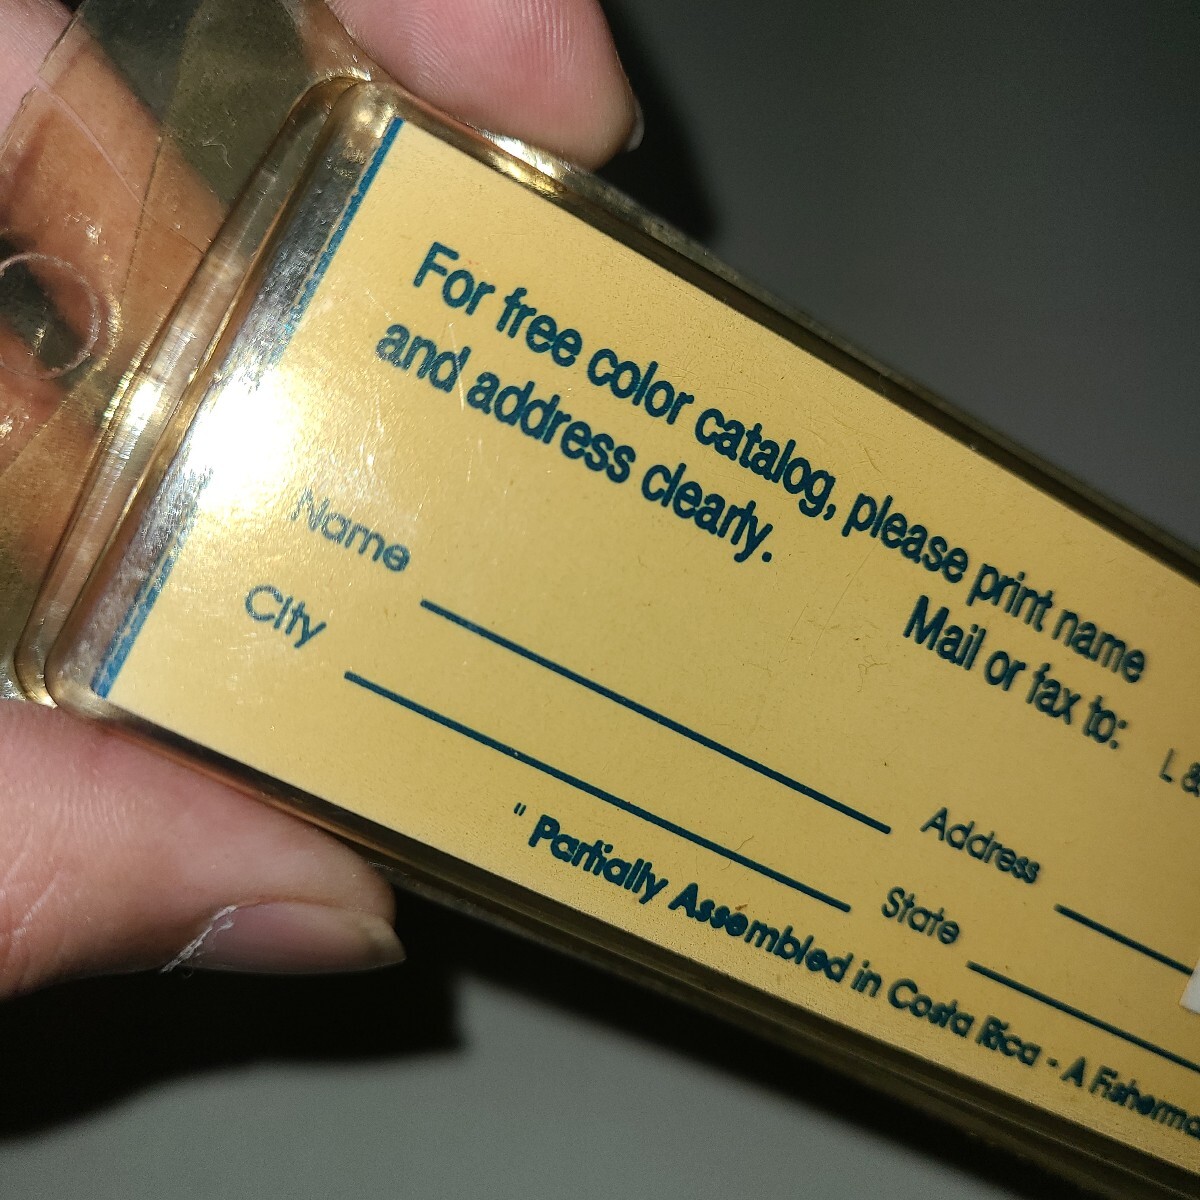 For free color catalog, please print name
and address clearly.
Mail or fax to:
L &
Name Address
City State
" Partially Assembled in Costa Rica - A